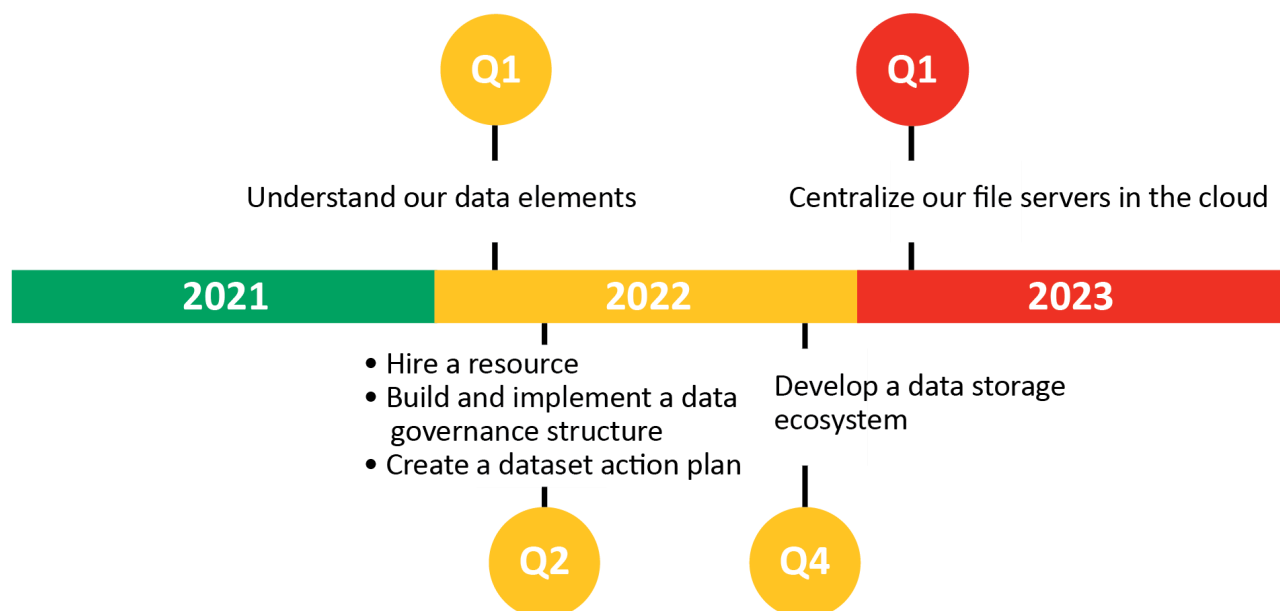 Q1
Q1
Understand our data elements
Centralize our file servers in the cloud
2021
2022
2023
• Hire a resource
• Build and implement a data
governance structure
• Create a dataset action plan
Develop a data storage
ecosystem
Q2
Q4